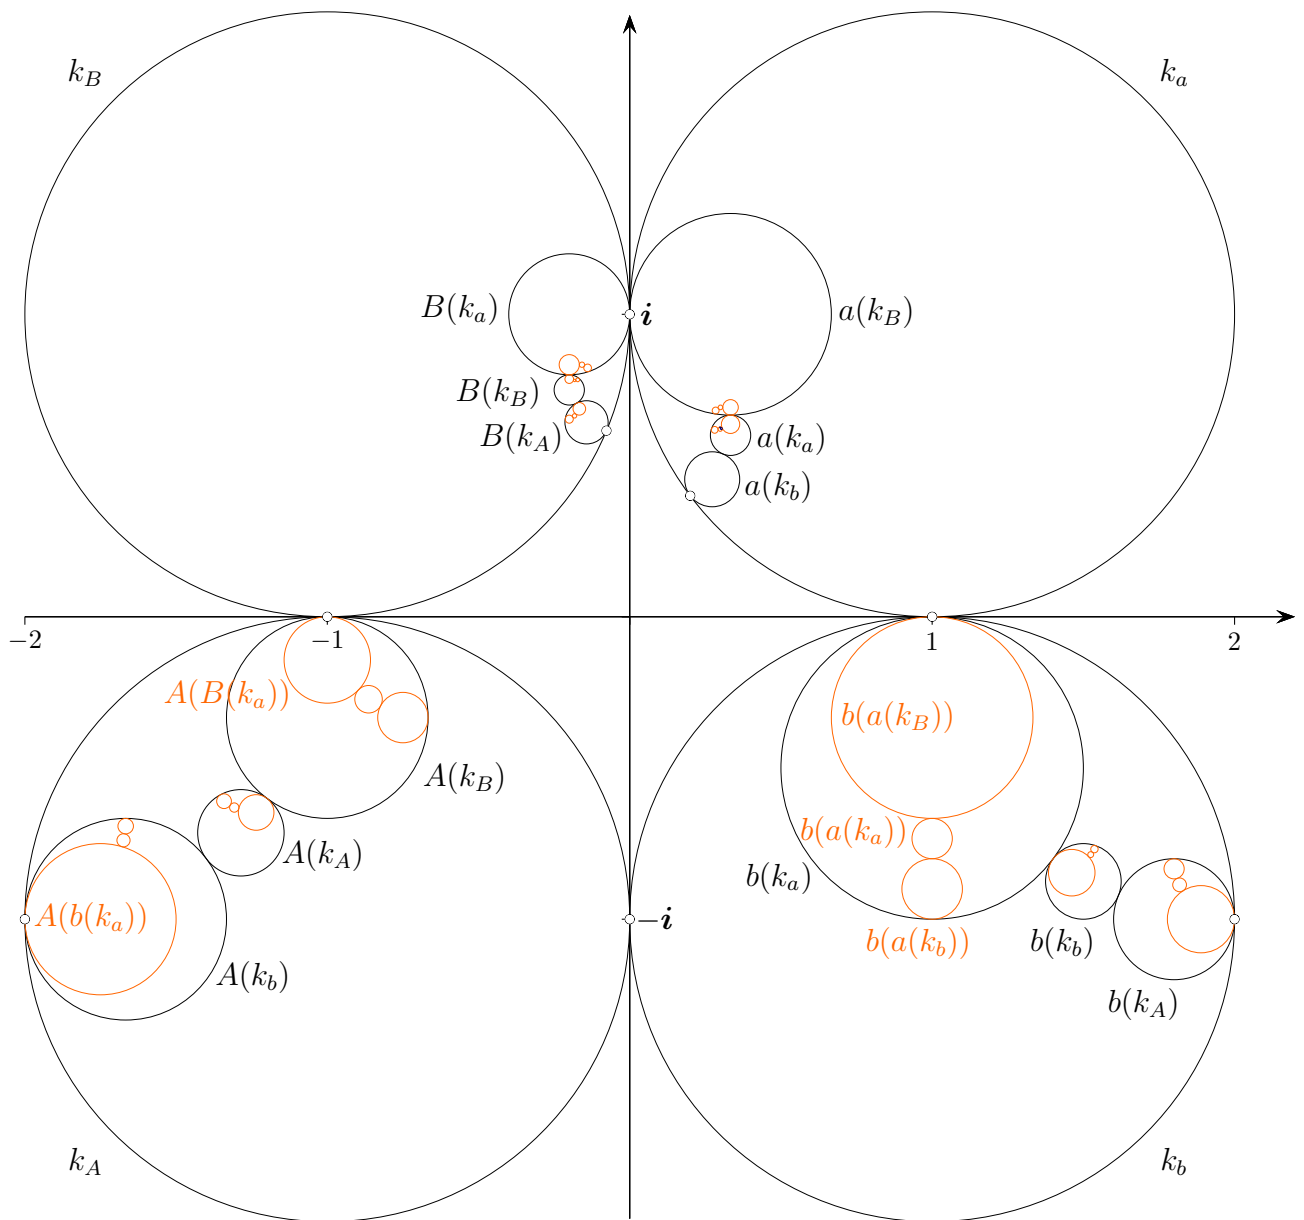 k_B
k_a
B(k_a)
i
a(k_B)
B(k_B)
B(k_A)
a(k_a)
a(k_b)
−2
−1
1
2
A(B(k_a))
b(a(k_B))
A(k_B)
b(a(k_a))
A(k_A)
b(k_a)
A(b(k_a))
−i
b(a(k_b))
b(k_b)
A(k_b)
b(k_A)
k_A
k_b